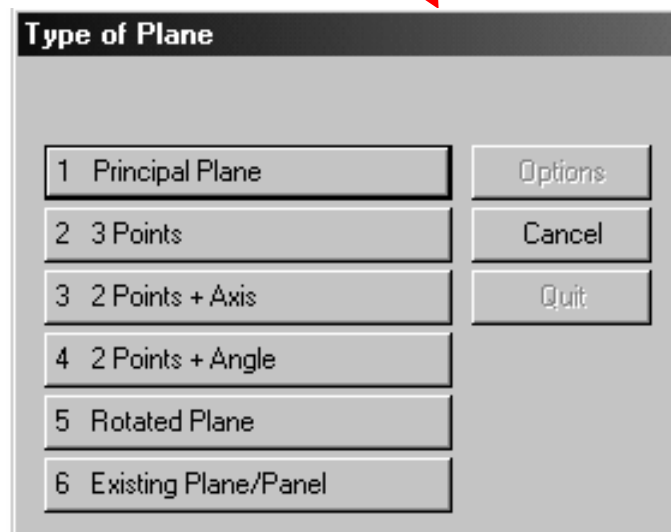 Type of Plane
1 Principal Plane
Options
2 3 Points
Cancel
3 2 Points + Axis
Quit
4 2 Points + Angle
5 Rotated Plane
6 Existing Plane/Panel